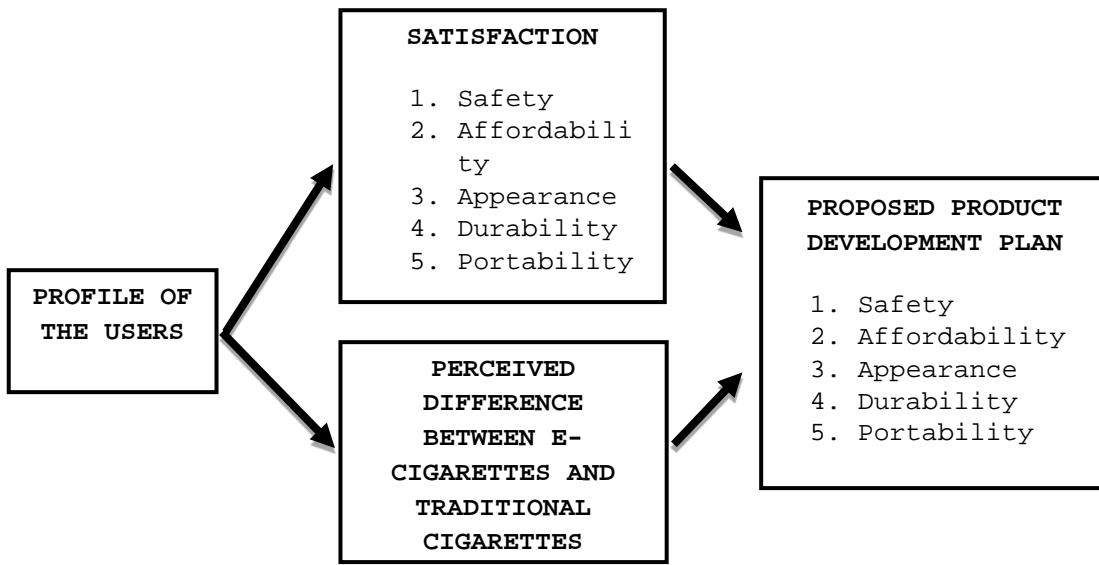 PROFILE OF
THE USERS
SATISFACTION
1. Safety
2. Affordabili
ty
3. Appearance
4. Durability
5. Portability
PERCEIVED
DIFFERENCE
BETWEEN E-
CIGARETTES AND
TRADITIONAL
CIGARETTES
PROPOSED PRODUCT
DEVELOPMENT PLAN
1. Safety
2. Affordability
3. Appearance
4. Durability
5. Portability